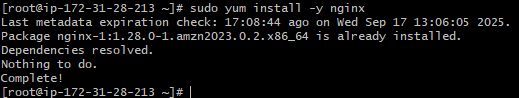 [root@ip-172-31-28-213 ~]# sudo yum install -y nginx
Last metadata expiration check: 17:08:44 ago on Wed Sep 17 13:06:05 2025.
Package nginx-1:1.28.0-1.amzn2023.0.2.x86_64 is already installed.
Dependencies resolved.
Nothing to do.
Complete!
[root@ip-172-31-28-213 ~]#